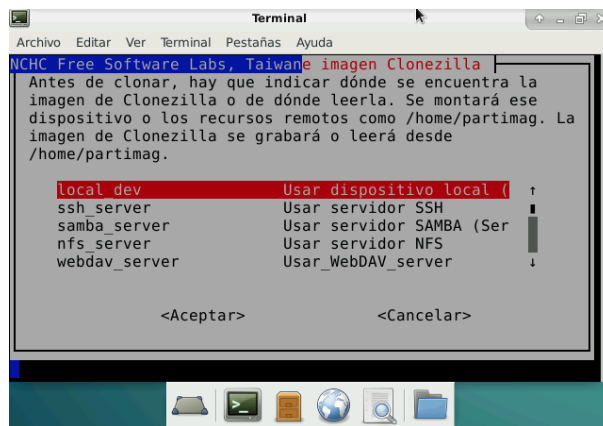 Terminal
Archivo Editar Ver Terminal Pestañas Ayuda
NCHC Free Software Labs, Taiwane imagen Clonezilla
Antes de clonar, hay que indicar dónde se encuentra la
imagen de Clonezilla o de dónde leerla. Se montará ese
dispositivo o los recursos remotos como /home/partimag. La
imagen de Clonezilla se grabará o leerá desde
/home/partimag.
local_dev Usar dispositivo local (
ssh_server Usar servidor SSH
samba_server Usar servidor SAMBA (Ser
nfs_server Usar servidor NFS
webdav_server Usar_WebDAV_server
<Aceptar> <Cancelar>